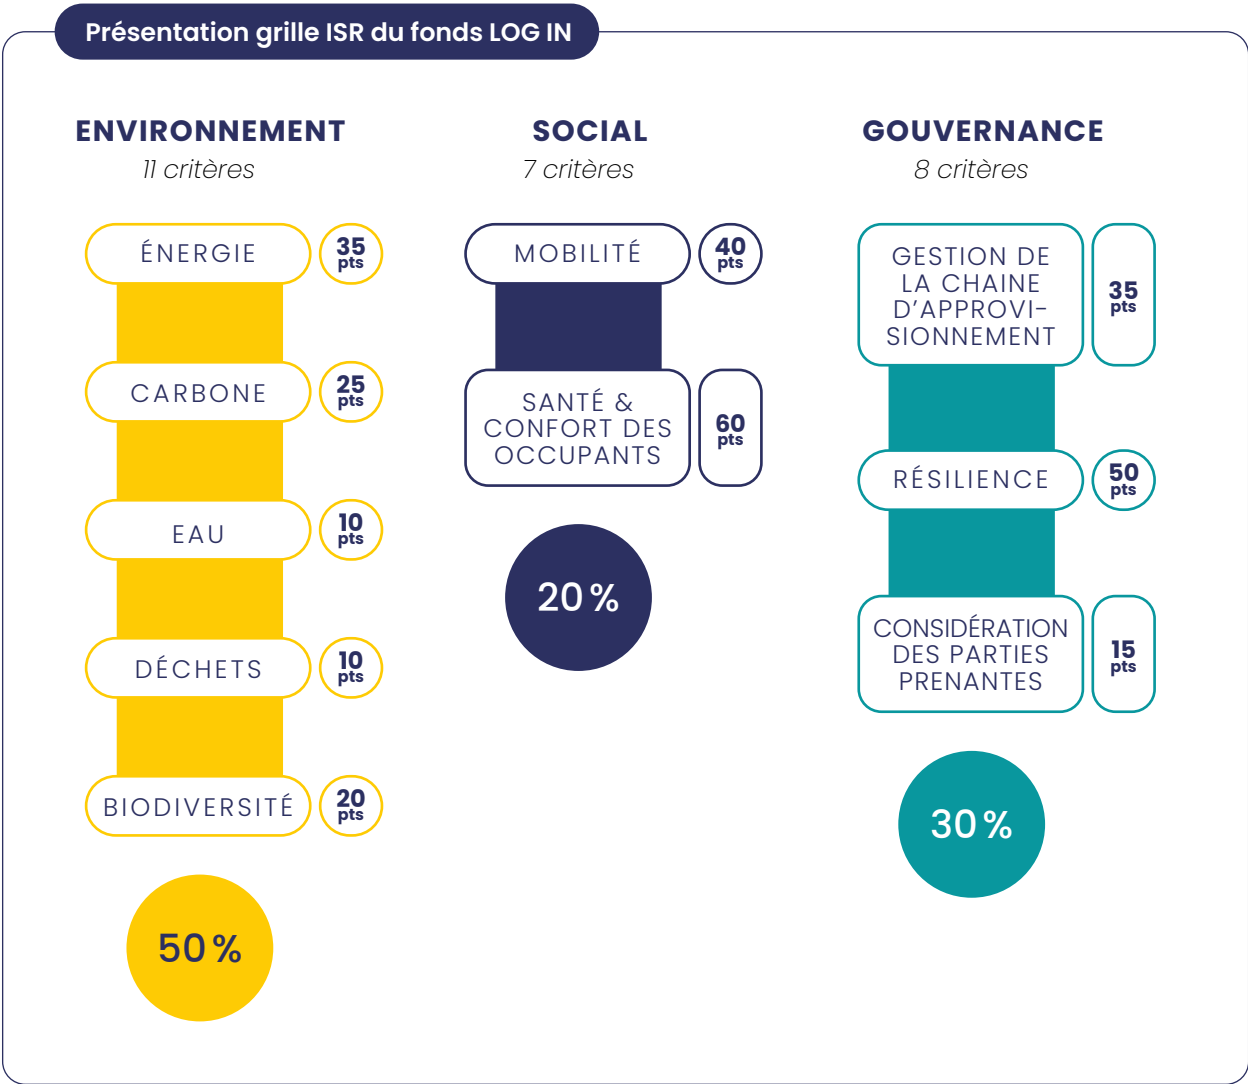 Présentation grille ISR du fonds LOG IN
ENVIRONNEMENT
11 critères
ÉNERGIE
35
pts
CARBONE
25
pts
EAU
10
pts
DÉCHETS
10
pts
BIODIVERSITÉ
20
pts
50 %
SOCIAL
7 critères
MOBILITÉ
40
pts
SANTÉ &
CONFORT DES
OCCUPANTS
60
pts
20 %
GOUVERNANCE
8 critères
GESTION DE
LA CHAINE
D’APPROVI-
SIONNEMENT
35
pts
RÉSILIENCE
50
pts
CONSIDÉRATION
DES PARTIES
PRENANTES
15
pts
30 %